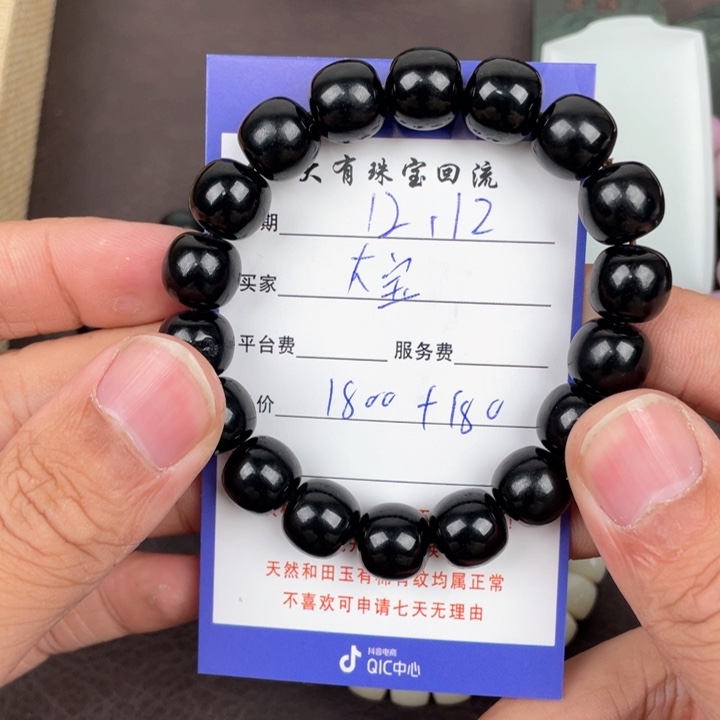 大有珠宝回流
期 12.12
买家 大宝
平台费 服务费
价 1800+180
天然和田玉有棉有纹均属正常
不喜欢可申请七天无理由
抖音电商
QIC中心